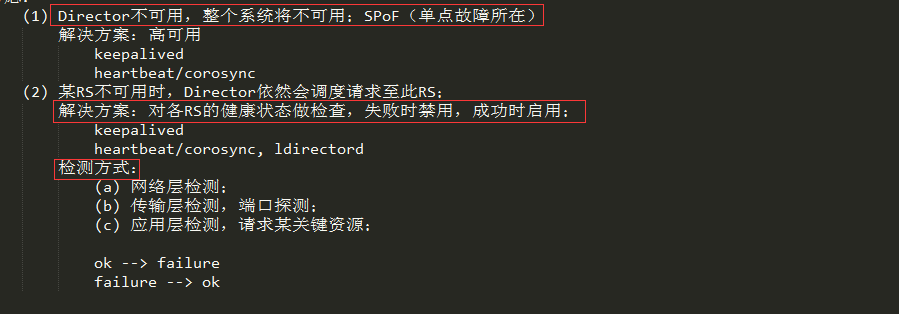 (1) Director不可用，整个系统将不可用；SPoF（单点故障所在）
解决方案：高可用
keepalived
heartbeat/corosync
(2) 某RS不可用时，Director依然会调度请求至此RS；
解决方案：对各RS的健康状态做检查，失败时禁用，成功时启用；
keepalived
heartbeat/corosync, ldirectord
检测方式：
(a) 网络层检测；
(b) 传输层检测，端口探测；
(c) 应用层检测，请求某关键资源；
ok --> failure
failure --> ok